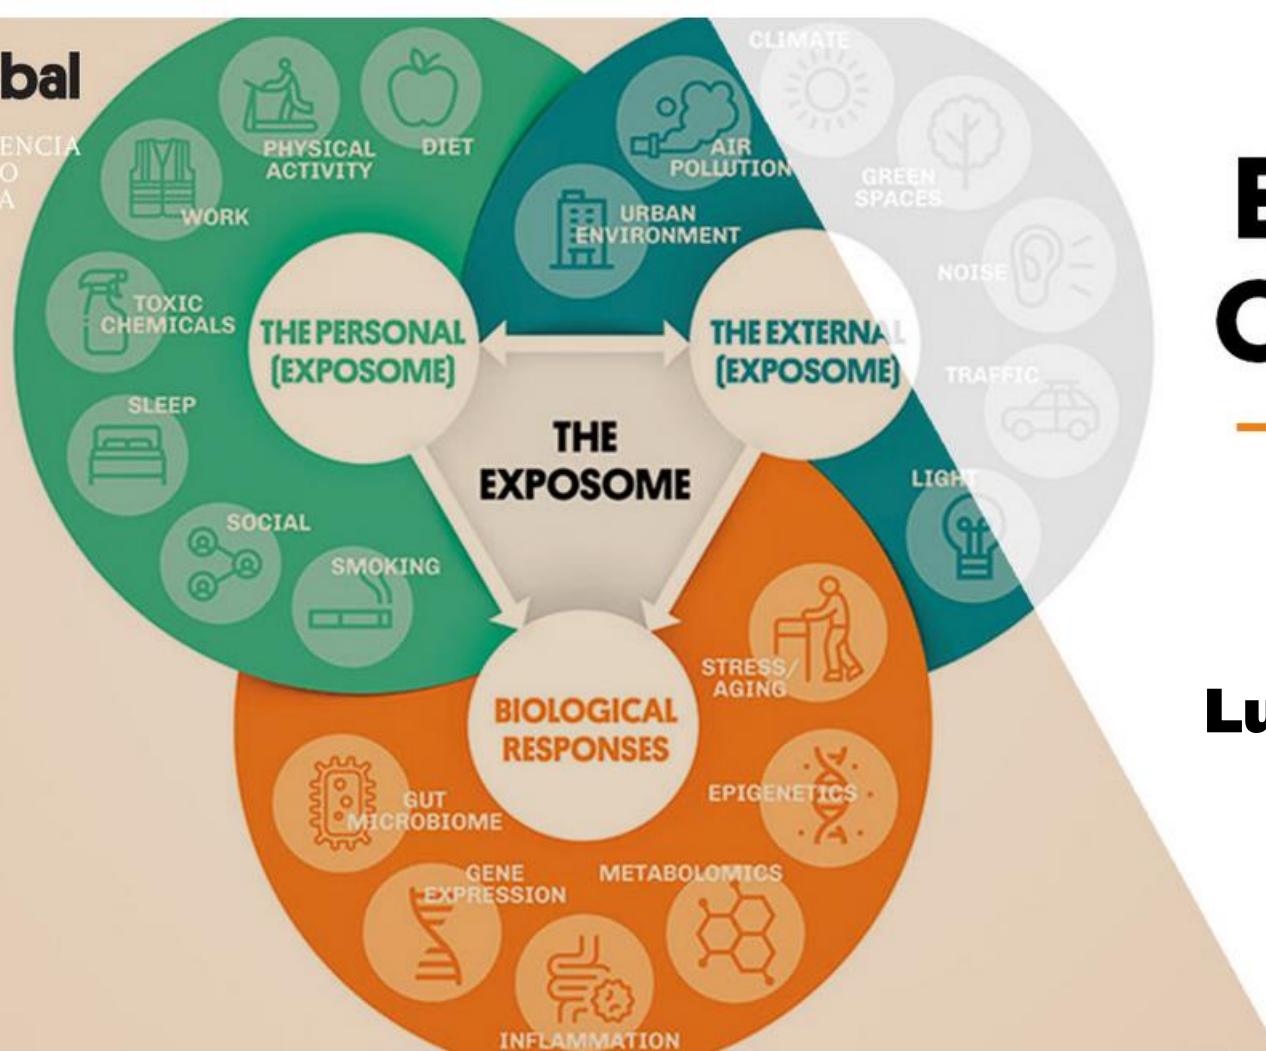 bal
ENCIA
O
A
PHYSICAL
ACTIVITY
DIET
WORK
TOXIC
CHEMICALS
SLEEP
SOCIAL
SMOKING
THE PERSONAL
(EXPOSOME)
CLIMATE
AIR
POLLUTION
GREEN
SPACES
URBAN
ENVIRONMENT
NOISE
TRAFFIC
LIGHT
THE EXTERNAL
(EXPOSOME)
THE
EXPOSOME
BIOLOGICAL
RESPONSES
STRESS/
AGING
EPIGENETICS
METABOLOMICS
GUT
MICROBIOME
GENE
EXPRESSION
INFLAMMATION
E
C
Lu